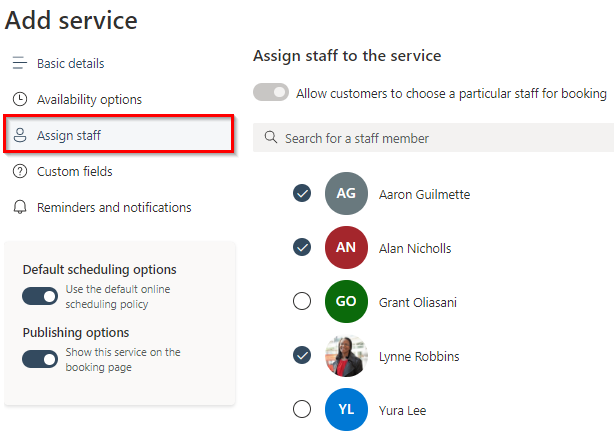 Add service
Basic details
Availability options
Assign staff
Custom fields
Reminders and notifications
Default scheduling options
Use the default online
scheduling policy
Publishing options
Show this service on the
booking page
Assign staff to the service
Allow customers to choose a particular staff for booking
Search for a staff member
AG Aaron Guilmette
AN Alan Nicholls
GO Grant Oliasani
Lynne Robbins
YL Yura Lee